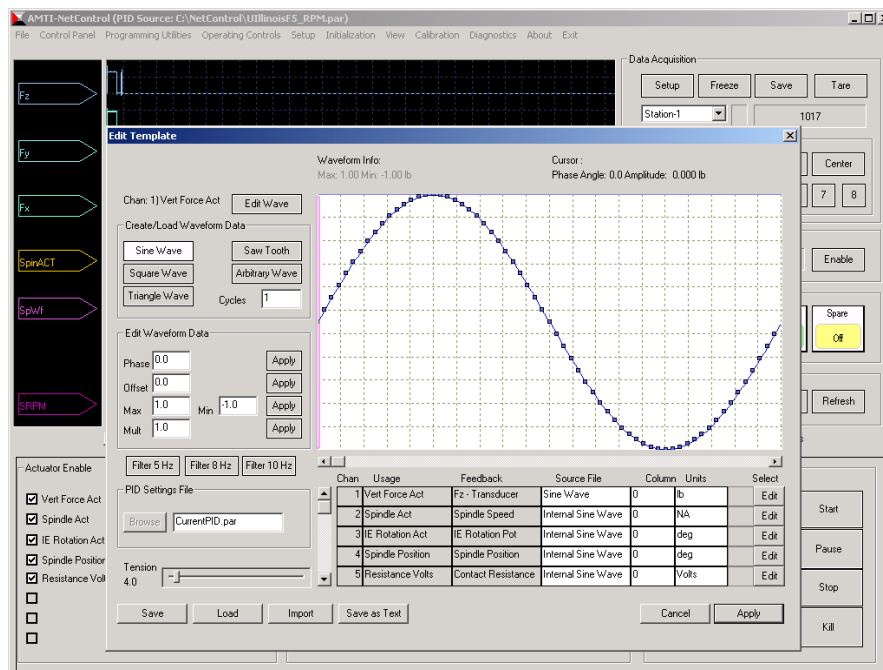 AMTI-NetControl (PID Source: C:\NetControl\UIllinoisF5_RPM.par)
File Control Panel Programming Utilities Operating Controls Setup Initialization View Calibration Diagnostics About Exit
Data Acquisition
Setup Freeze Save Tare
Station-1 1017
Fz
Fy
Fx
SpinACT
SpWf
SRPM
Center
7 8
Enable
Spare
Off
Refresh
Edit Template
Waveform Info: Cursor :
Max: 1.00 Min: -1.00 lb Phase Angle: 0.0 Amplitude: 0.000 lb
Chan: 1) Vert Force Act Edit Wave
Create/Load Waveform Data
Sine Wave Saw Tooth
Square Wave Arbitrary Wave
Triangle Wave Cycles 1
Edit Waveform Data
Phase 0.0 Apply
Offset 0.0 Apply
Max 1.0 Min -1.0 Apply
Mult 1.0 Apply
Filter 5 Hz Filter 8 Hz Filter 10 Hz
PID Settings File
Browse CurrentPID.par
Tension
4.0
Chan Usage Feedback Source File Column Units Select
1 Vert Force Act Fz - Transducer Sine Wave 0 lb Edit
2 Spindle Act Spindle Speed Internal Sine Wave 0 NA Edit
3 IE Rotation Act IE Rotation Pot Internal Sine Wave 0 deg Edit
4 Spindle Position Spindle Position Internal Sine Wave 0 deg Edit
5 Resistance Volts Contact Resistance Internal Sine Wave 0 Volts Edit
Save Load Import Save as Text Cancel Apply
Actuator Enable
Vert Force Act
Spindle Act
IE Rotation Act
Spindle Position
Resistance Volt
Start
Pause
Stop
Kill